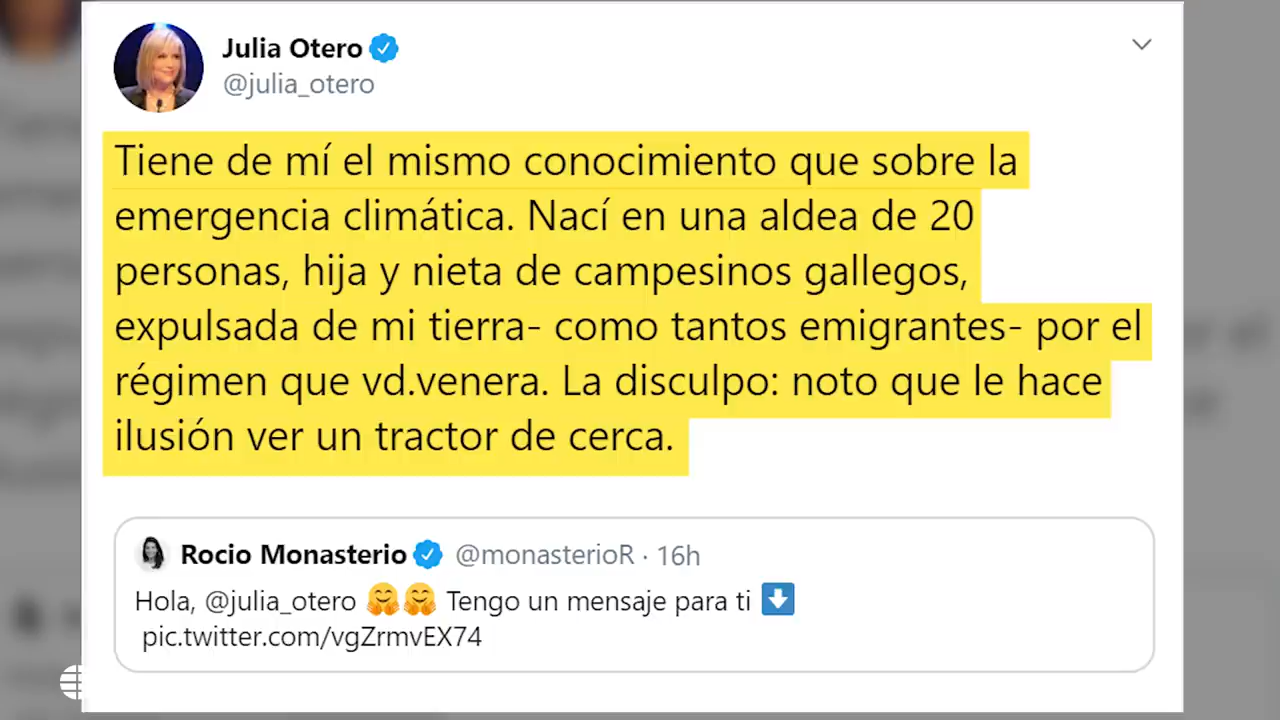 Julia Otero
@julia_otero
Tiene de mí el mismo conocimiento que sobre la
emergencia climática. Nací en una aldea de 20
personas, hija y nieta de campesinos gallegos,
expulsada de mi tierra- como tantos emigrantes- por el
régimen que vd.venera. La disculpo: noto que le hace
ilusión ver un tractor de cerca.
Rocio Monasterio @monasterioR · 16h
Hola, @julia_otero 🤗🤗 Tengo un mensaje para ti ⬇️
pic.twitter.com/vgZrmvEX74